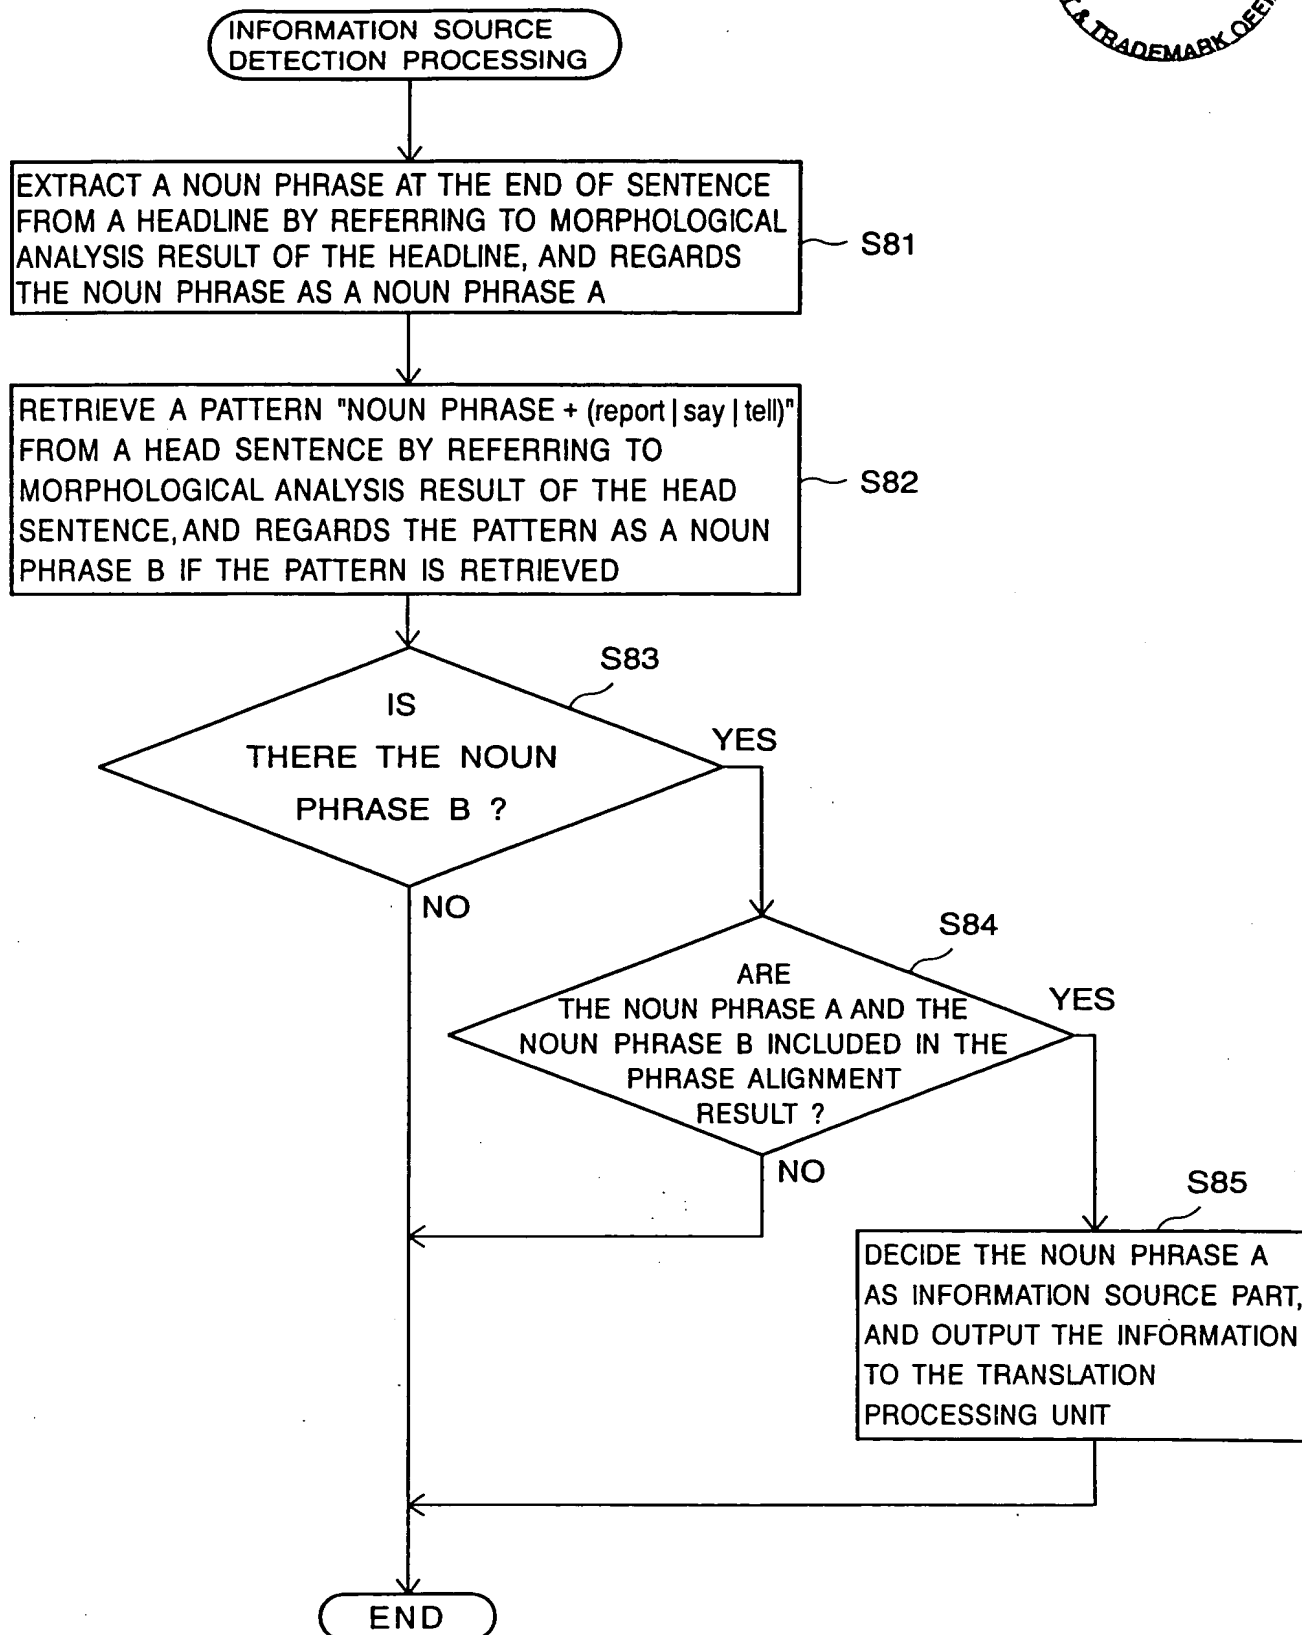 & TRADEMARK OFFI
INFORMATION SOURCE
DETECTION PROCESSING
EXTRACT A NOUN PHRASE AT THE END OF SENTENCE
FROM A HEADLINE BY REFERRING TO MORPHOLOGICAL
ANALYSIS RESULT OF THE HEADLINE, AND REGARDS
THE NOUN PHRASE AS A NOUN PHRASE A
S81
RETRIEVE A PATTERN "NOUN PHRASE + (report | say | tell)"
FROM A HEAD SENTENCE BY REFERRING TO
MORPHOLOGICAL ANALYSIS RESULT OF THE HEAD
SENTENCE, AND REGARDS THE PATTERN AS A NOUN
PHRASE B IF THE PATTERN IS RETRIEVED
S82
S83
IS
THERE THE NOUN
PHRASE B ?
YES
NO
S84
ARE
THE NOUN PHRASE A AND THE
NOUN PHRASE B INCLUDED IN THE
PHRASE ALIGNMENT
RESULT ?
YES
NO
S85
DECIDE THE NOUN PHRASE A
AS INFORMATION SOURCE PART,
AND OUTPUT THE INFORMATION
TO THE TRANSLATION
PROCESSING UNIT
END